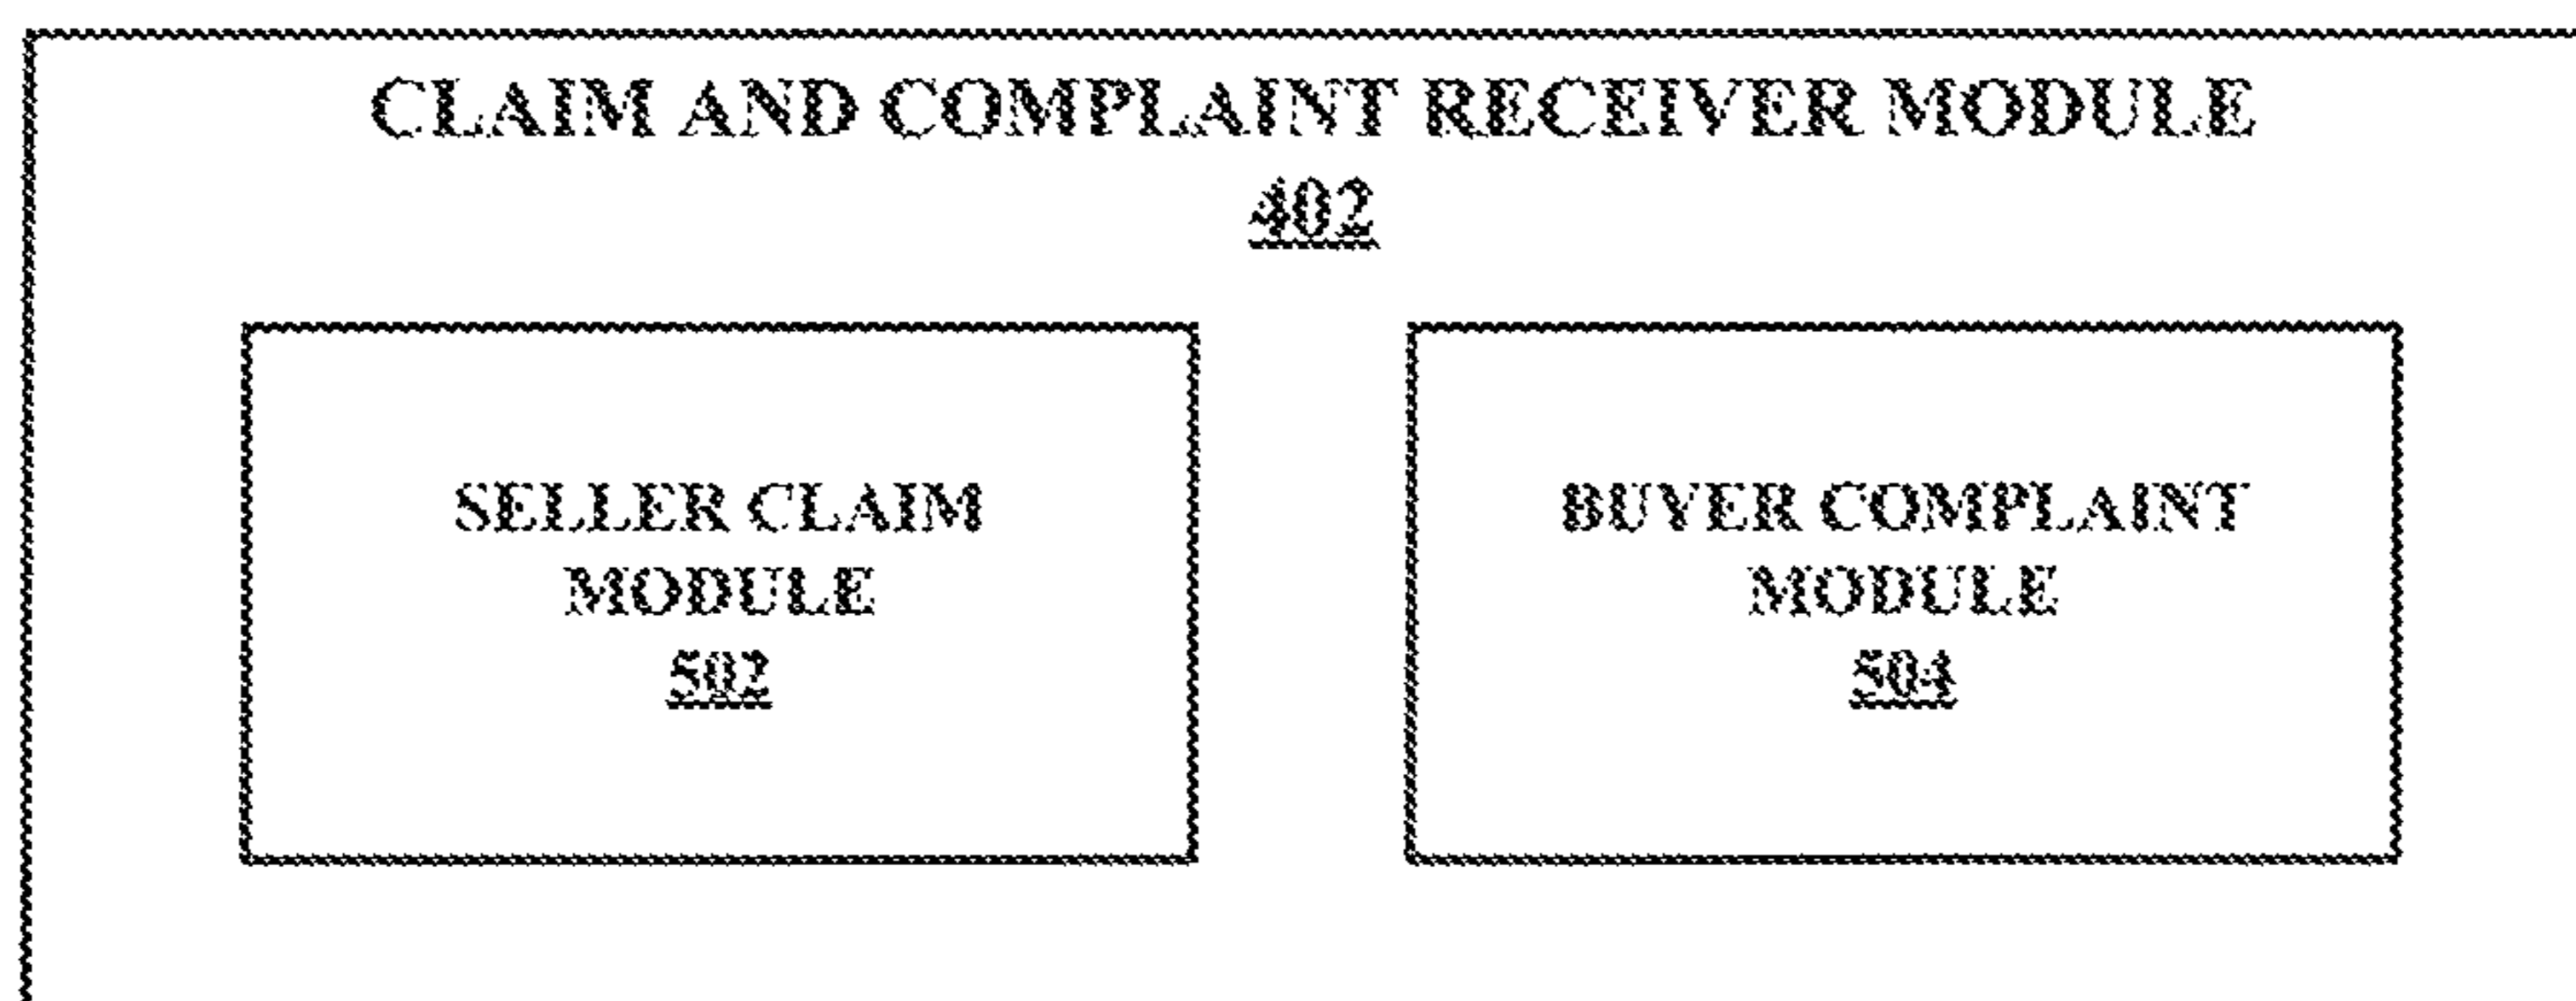 CLAIM AND COMPLAINT RECEIVER MODULE
402
SELLER CLAIM
MODULE
502
BUYER COMPLAINT
MODULE
504